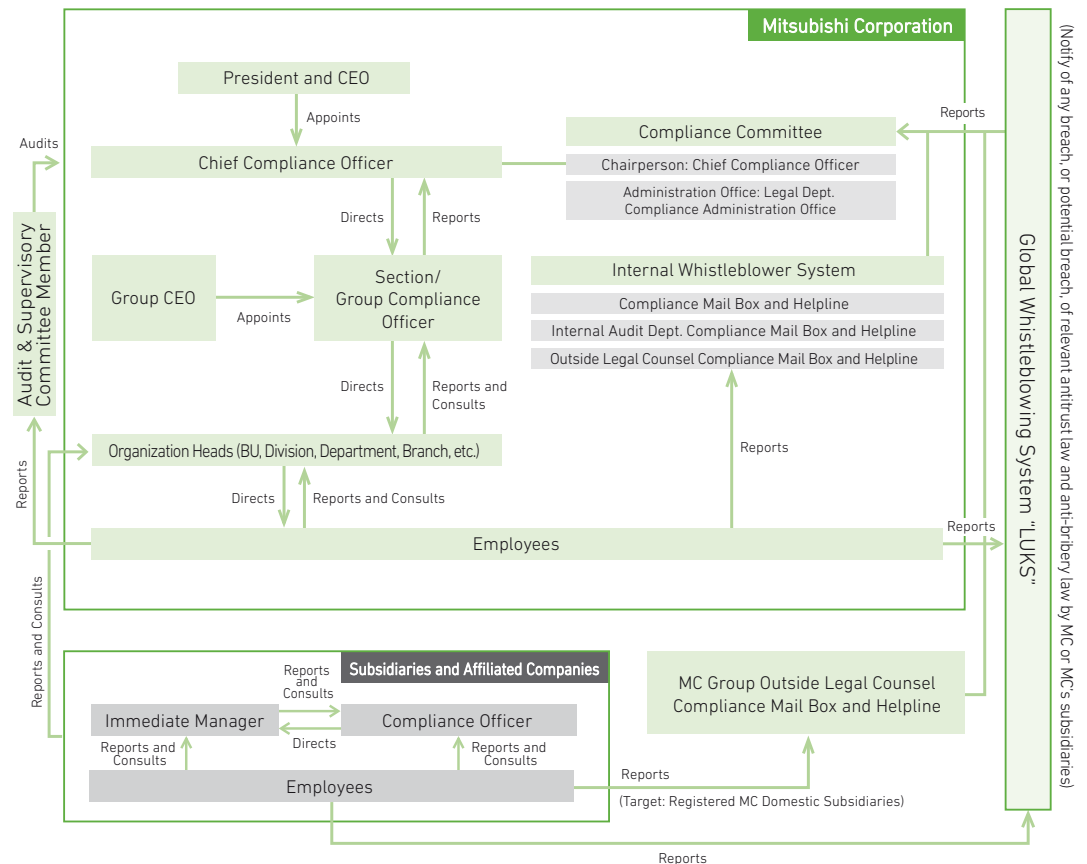 Mitsubishi Corporation
President and CEO
Appoints
Audits
Chief Compliance Officer
Reports
Compliance Committee
Chairperson: Chief Compliance Officer
Administration Office: Legal Dept.
Compliance Administration Office
Directs
Reports
Audit & Supervisory
Committee Member
Group CEO
Appoints
Section/
Group Compliance
Officer
Internal Whistleblower System
Compliance Mail Box and Helpline
Internal Audit Dept. Compliance Mail Box and Helpline
Outside Legal Counsel Compliance Mail Box and Helpline
Directs
Reports and
Consults
Organization Heads (BU, Division, Department, Branch, etc.)
Reports
Directs
Reports and Consults
Reports
Employees
Reports
Global Whistleblowing System "LUKS"
(Notify of any breach, or potential breach, of relevant antitrust law and anti-bribery law by MC or MC's subsidiaries)
Reports and Consults
Subsidiaries and Affiliated Companies
Reports
and
Consults
Immediate Manager
Compliance Officer
Directs
Reports and
Consults
Reports and
Consults
Employees
MC Group Outside Legal Counsel
Compliance Mail Box and Helpline
Reports
(Target: Registered MC Domestic Subsidiaries)
Reports